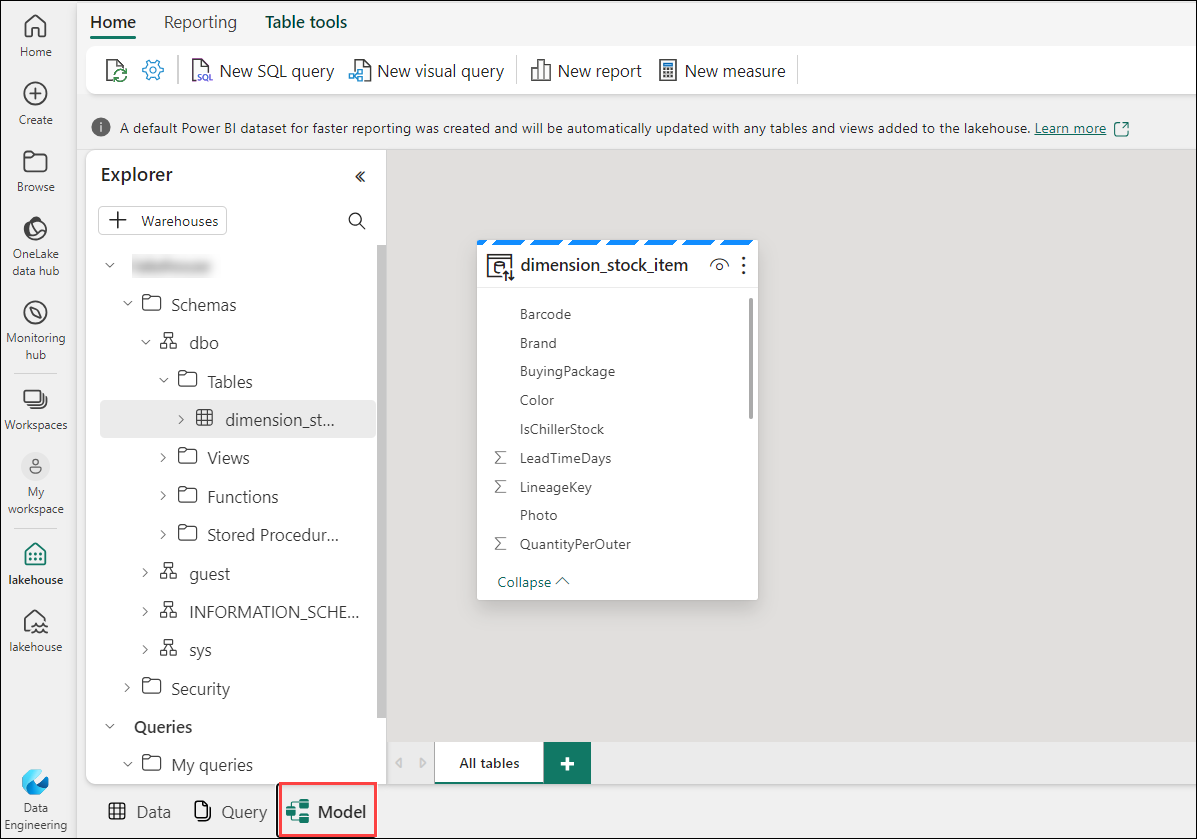 Home
Create
Browse
OneLake
data hub
Monitoring
hub
Workspaces
My
workspace
lakehouse
lakehouse
Data
Engineering
Home Reporting Table tools
SQL New SQL query New visual query New report New measure
A default Power BI dataset for faster reporting was created and will be automatically updated with any tables and views added to the lakehouse. Learn more
Explorer
Warehouses
Schemas
dbo
Tables
dimension_st...
Views
Functions
Stored Procedur...
guest
INFORMATION_SCHE...
sys
Security
Queries
My queries
dimension_stock_item
Barcode
Brand
BuyingPackage
Color
IsChillerStock
LeadTimeDays
LineageKey
Photo
QuantityPerOuter
Collapse
All tables
Data Query Model